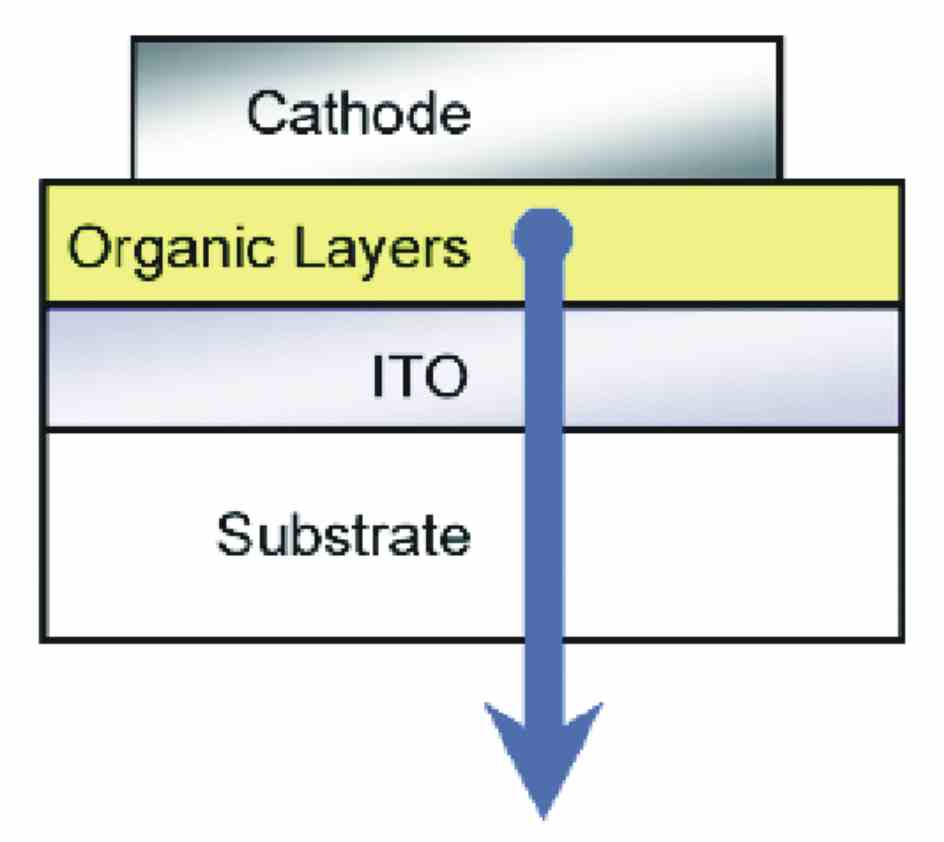 Cathode
Organic Layers
ITO
Substrate